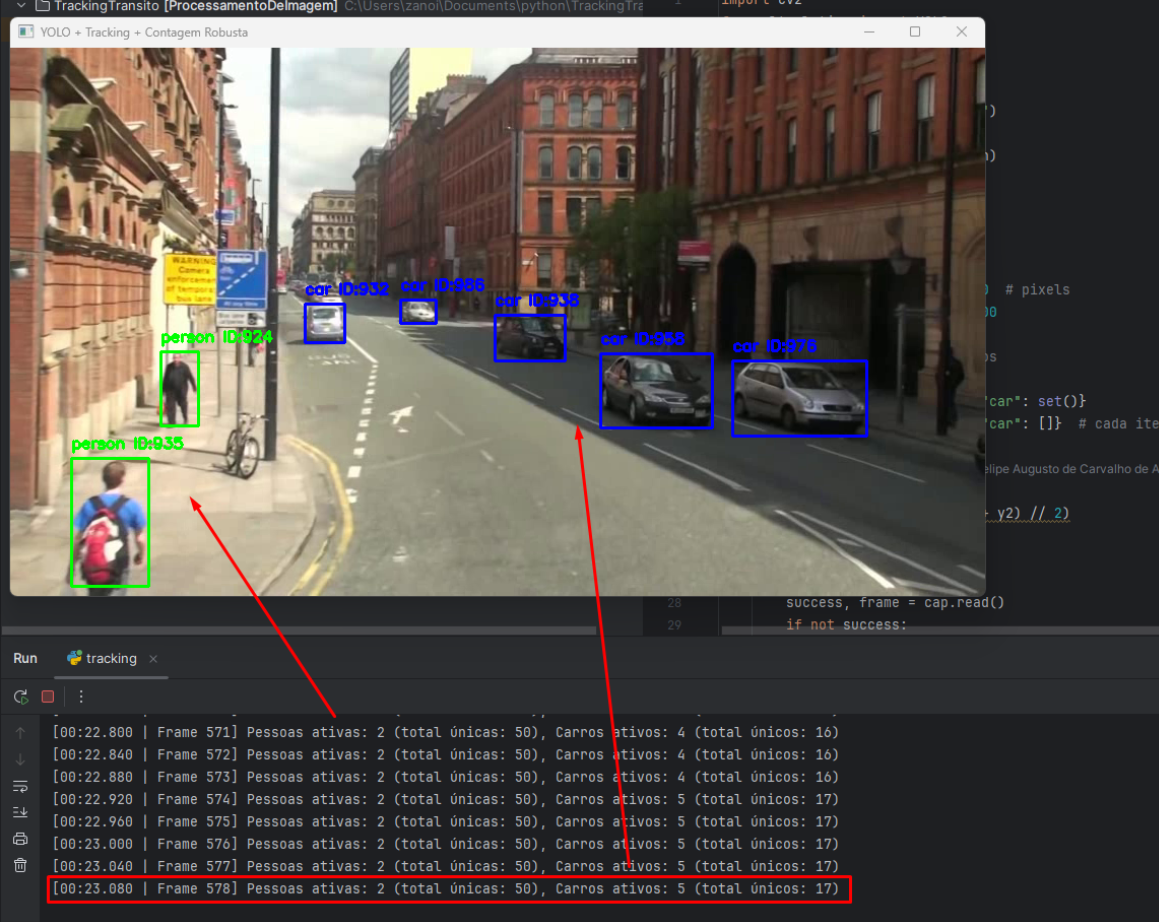 TrackingTransito [ProcessamentoDeImagem] C:\Users\zanoi\Documents\python\TrackingTra
import cv2
YOLO + Tracking + Contagem Robusta
WARNING
Camera
enforcement
of temporary
bus lane
car ID:932
car ID:986
car ID:938
person ID:924
car ID:958
car ID:976
person ID:935
# pixels
"car": set()}
"car": []} # cada ite
elipe Augusto de Carvalho de A
+ y2) // 2)
28 success, frame = cap.read()
29 if not success:
Run tracking
[00:22.800 | Frame 571] Pessoas ativas: 2 (total únicas: 50), Carros ativos: 4 (total únicos: 16)
[00:22.840 | Frame 572] Pessoas ativas: 2 (total únicas: 50), Carros ativos: 4 (total únicos: 16)
[00:22.880 | Frame 573] Pessoas ativas: 2 (total únicas: 50), Carros ativos: 4 (total únicos: 16)
[00:22.920 | Frame 574] Pessoas ativas: 2 (total únicas: 50), Carros ativos: 5 (total únicos: 17)
[00:22.960 | Frame 575] Pessoas ativas: 2 (total únicas: 50), Carros ativos: 5 (total únicos: 17)
[00:23.000 | Frame 576] Pessoas ativas: 2 (total únicas: 50), Carros ativos: 5 (total únicos: 17)
[00:23.040 | Frame 577] Pessoas ativas: 2 (total únicas: 50), Carros ativos: 5 (total únicos: 17)
[00:23.080 | Frame 578] Pessoas ativas: 2 (total únicas: 50), Carros ativos: 5 (total únicos: 17)